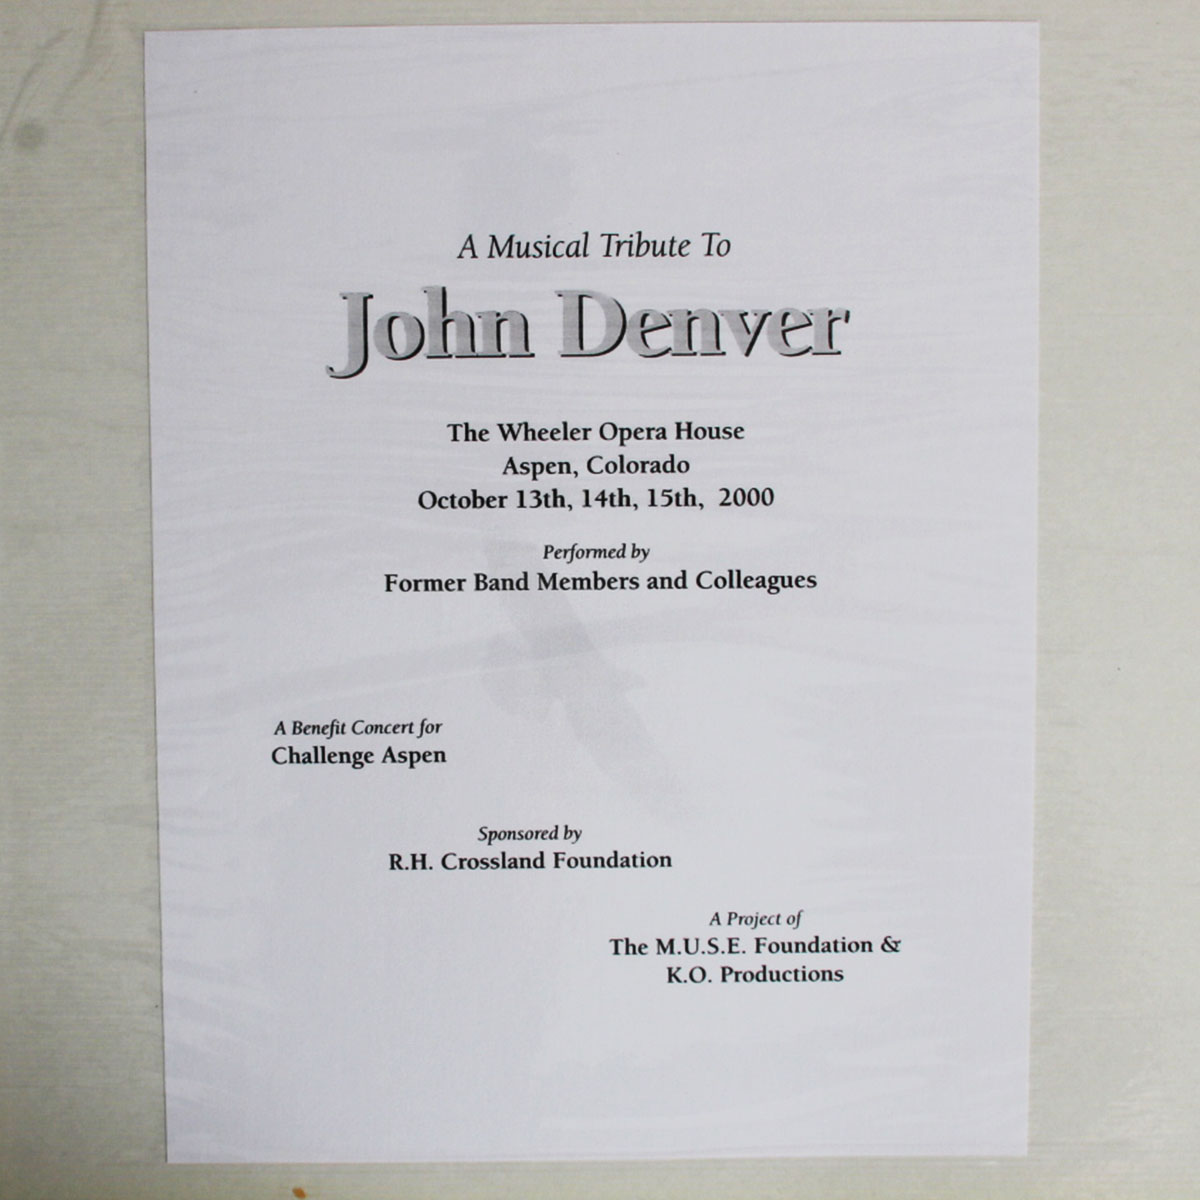 A Musical Tribute To
John Denver
The Wheeler Opera House
Aspen, Colorado
October 13th, 14th, 15th, 2000
Performed by
Former Band Members and Colleagues
A Benefit Concert for
Challenge Aspen
Sponsored by
R.H. Crossland Foundation
A Project of
The M.U.S.E. Foundation &
K.O. Productions